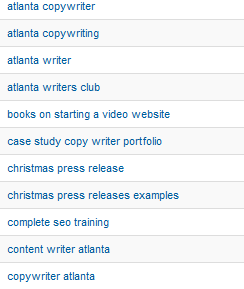 atlanta copywriter
atlanta copywriting
atlanta writer
atlanta writers club
books on starting a video website
case study copy writer portfolio
christmas press release
christmas press releases examples
complete seo training
content writer atlanta
copywriter atlanta